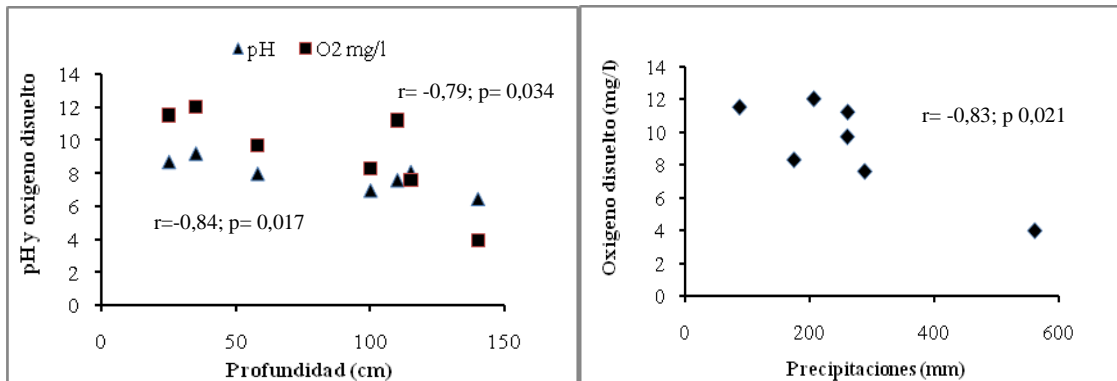 pH O2 mg/l
pH y oxigeno disuelto
14
12
10
8
6
4
2
0
r= -0,79; p= 0,034
r=-0,84; p= 0,017
0 50 100 150
Profundidad (cm)
Oxigeno disuelto (mg/l)
14
12
10
8
6
4
2
0
r= -0,83; p 0,021
0 200 400 600
Precipitaciones (mm)